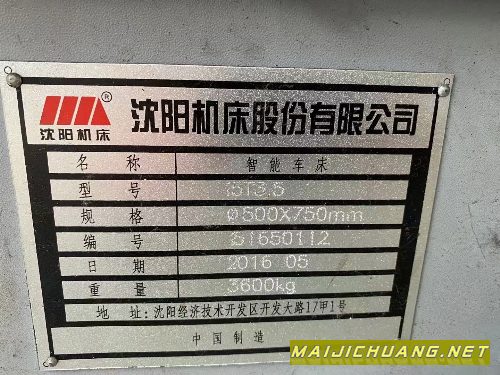 沈阳机床 ® 沈阳机床股份有限公司
名称 智能车床
型号 i5T3.5
规格 Ø500X750mm
编号
日期 2016 05
重量 3600kg
地址:沈阳经济技术开发区开发大路17甲1号
中国制造
MAIJICHUANG.NET